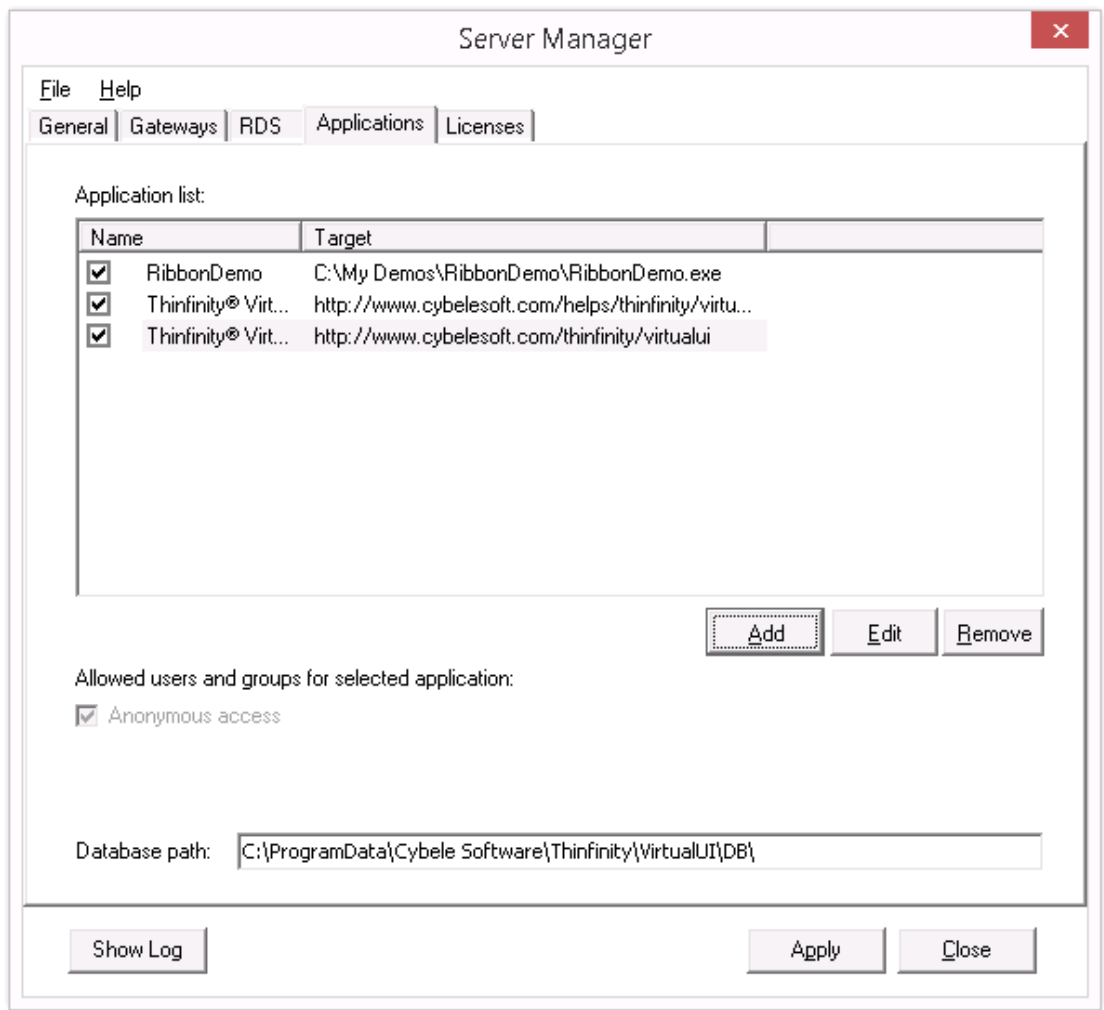 Server Manager
File Help
General Gateways RDS Applications Licenses
Application list:
Name Target
RibbonDemo C:\My Demos\RibbonDemo\RibbonDemo.exe
Thinfinity® Virt... http://www.cybelesoft.com/helps/thinfinity/virtu...
Thinfinity® Virt... http://www.cybelesoft.com/thinfinity/virtualui
Add Edit Remove
Allowed users and groups for selected application:
Anonymous access
Database path: C:\ProgramData\Cybele Software\Thinfinity\VirtualUI\DB\
Show Log Apply Close